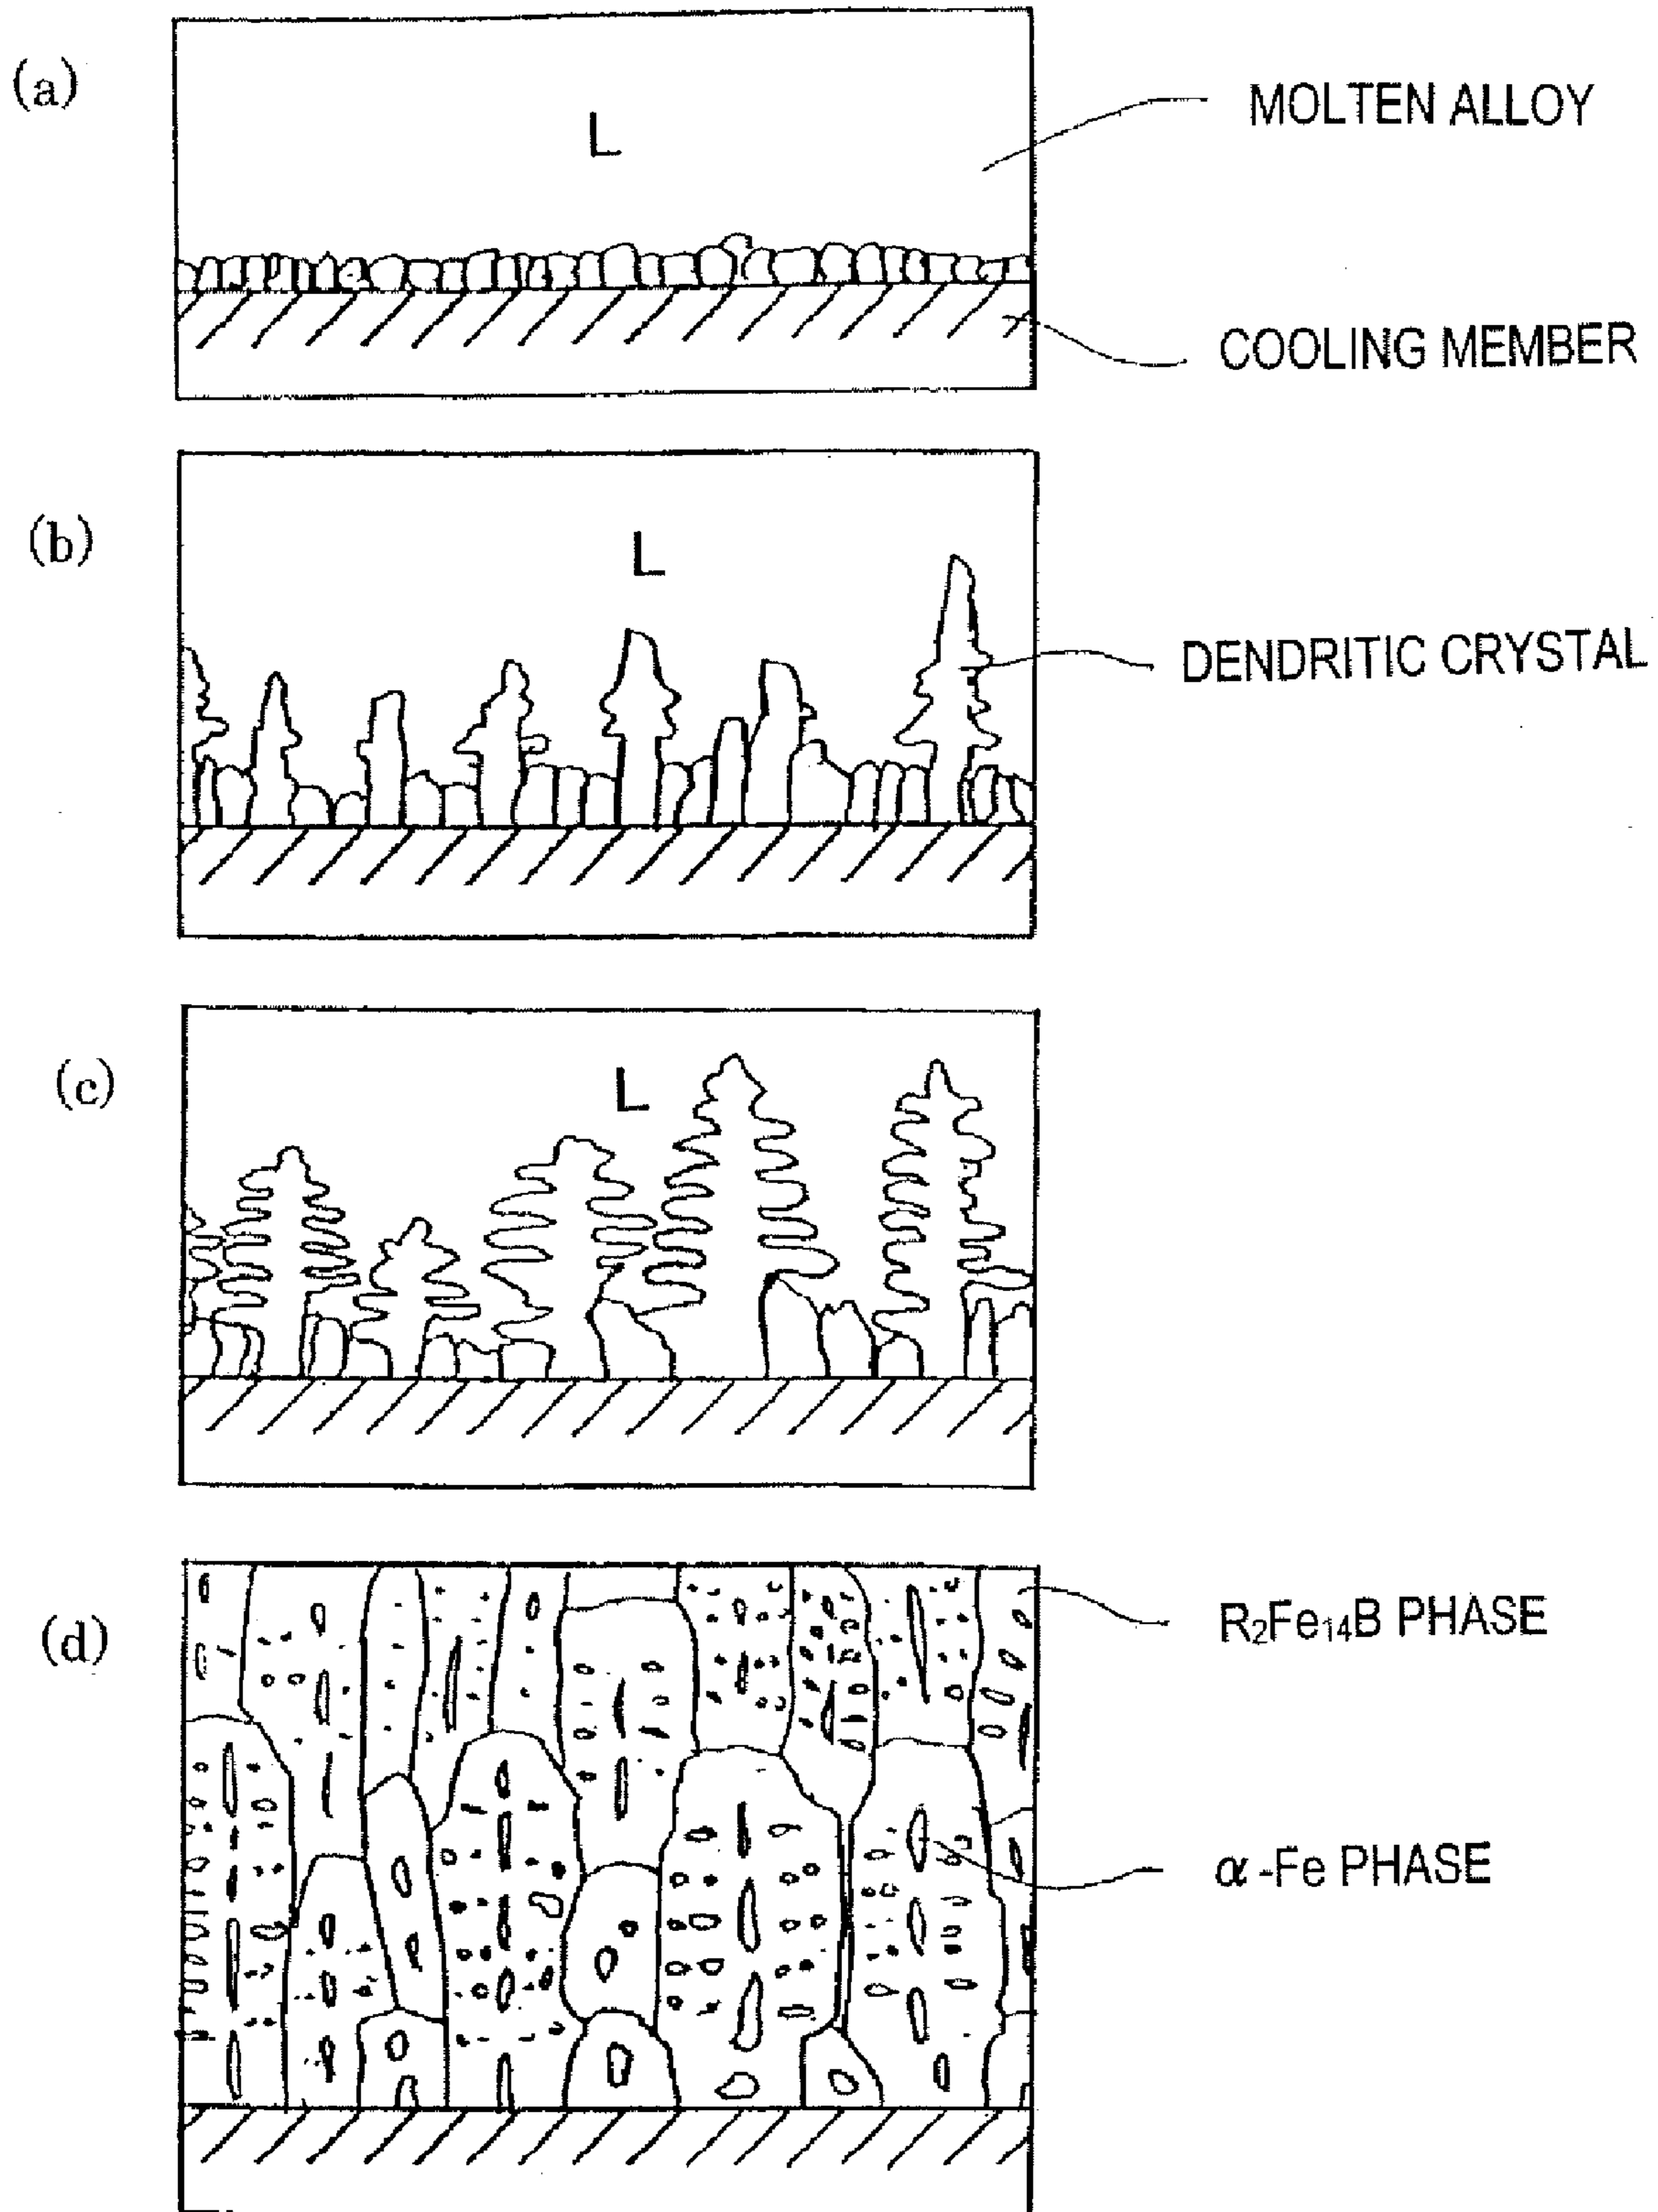 (a)
L
MOLTEN ALLOY
COOLING MEMBER
(b)
L
DENDRITIC CRYSTAL
(c)
L
(d)
R₂Fe₁₄B PHASE
α-Fe PHASE